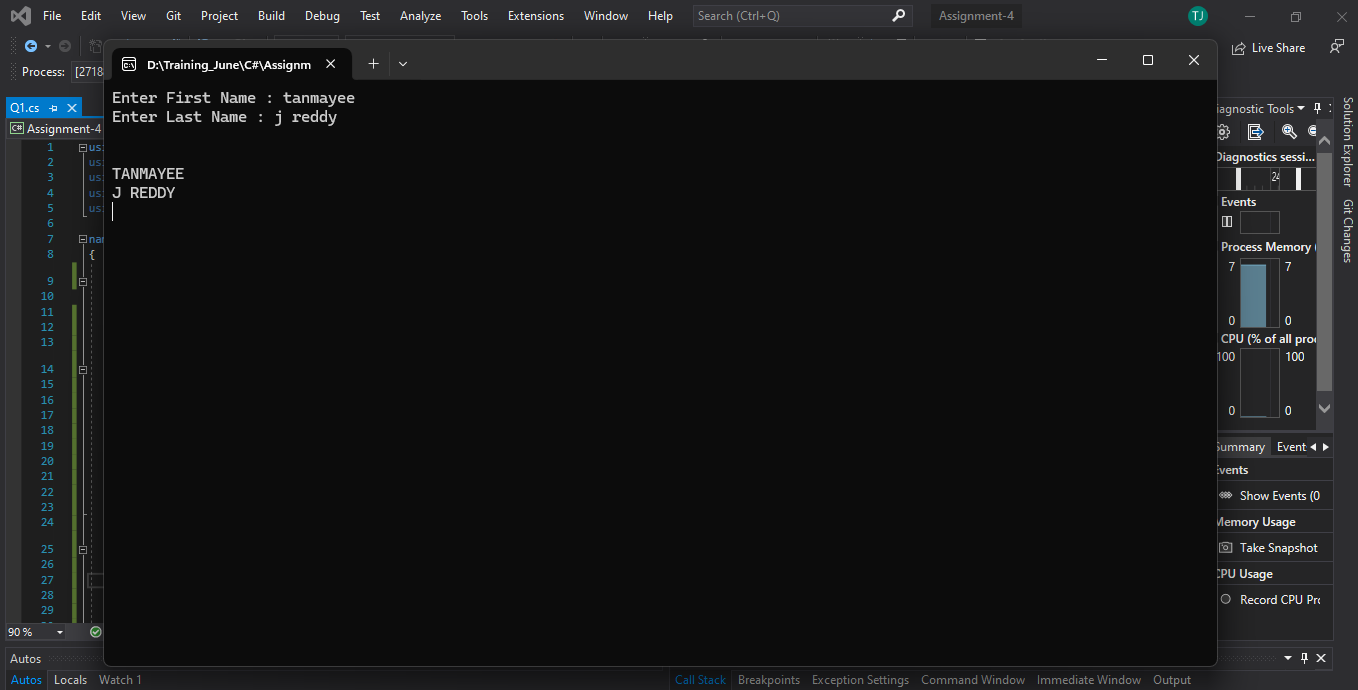 File Edit View Git Project Build Debug Test Analyze Tools Extensions Window Help Search (Ctrl+Q) Assignment-4 TJ
Live Share
Process: [2718
D:\Training_June\C#\Assignm
Enter First Name : tanmayee
Enter Last Name : j reddy
TANMAYEE
J REDDY
Q1.cs
C# Assignment-4
1 us
2 us
3 us
4 us
5 us
6
7 na
8 {
9
10
11
12
13
14
15
16
17
18
19
20
21
22
23
24
25
26
27
28
29
90 %
iagnostic Tools
Diagnostics sessi...
24
Events
Process Memory (
7 7
0 0
CPU (% of all proc
100 100
0 0
Summary Event
Events
Show Events (0
Memory Usage
Take Snapshot
CPU Usage
Record CPU Pro
Solution Explorer
Git Changes
Autos
Autos Locals Watch 1
Call Stack Breakpoints Exception Settings Command Window Immediate Window Output